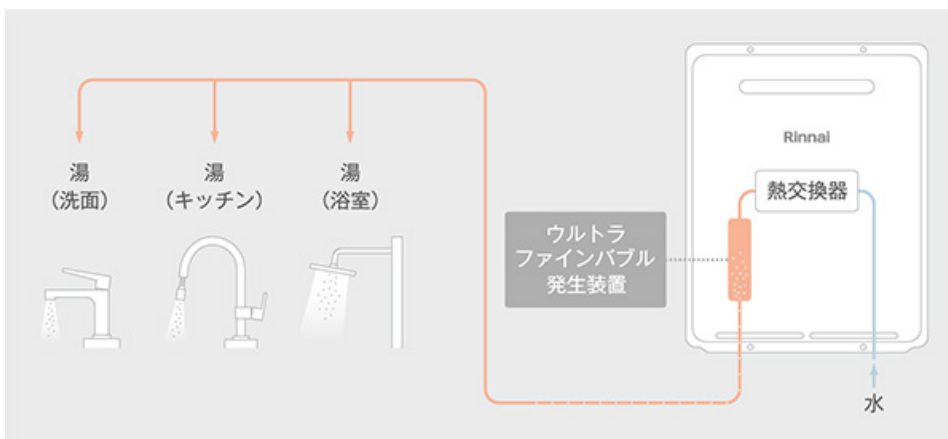 湯
（洗面）
湯
（キッチン）
湯
（浴室）
ウルトラ
ファインバブル
発生装置
Rinnai
熱交換器
水